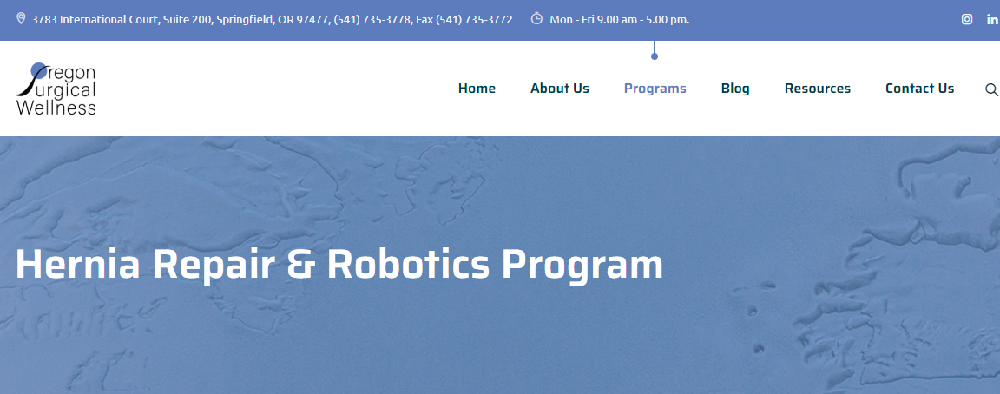 3783 International Court, Suite 200, Springfield, OR 97477, (541) 735-3778, Fax (541) 735-3772 Mon - Fri 9.00 am - 5.00 pm.
Oregon
Surgical
Wellness
Home About Us Programs Blog Resources Contact Us
Hernia Repair & Robotics Program